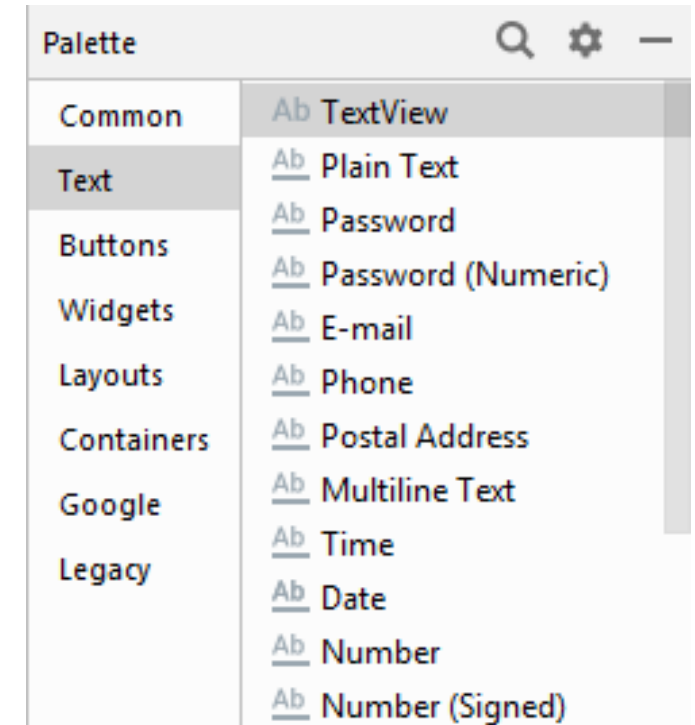 Palette
Common
Text
Buttons
Widgets
Layouts
Containers
Google
Legacy
Ab TextView
Ab Plain Text
Ab Password
Ab Password (Numeric)
Ab E-mail
Ab Phone
Ab Postal Address
Ab Multiline Text
Ab Time
Ab Date
Ab Number
Ab Number (Signed)